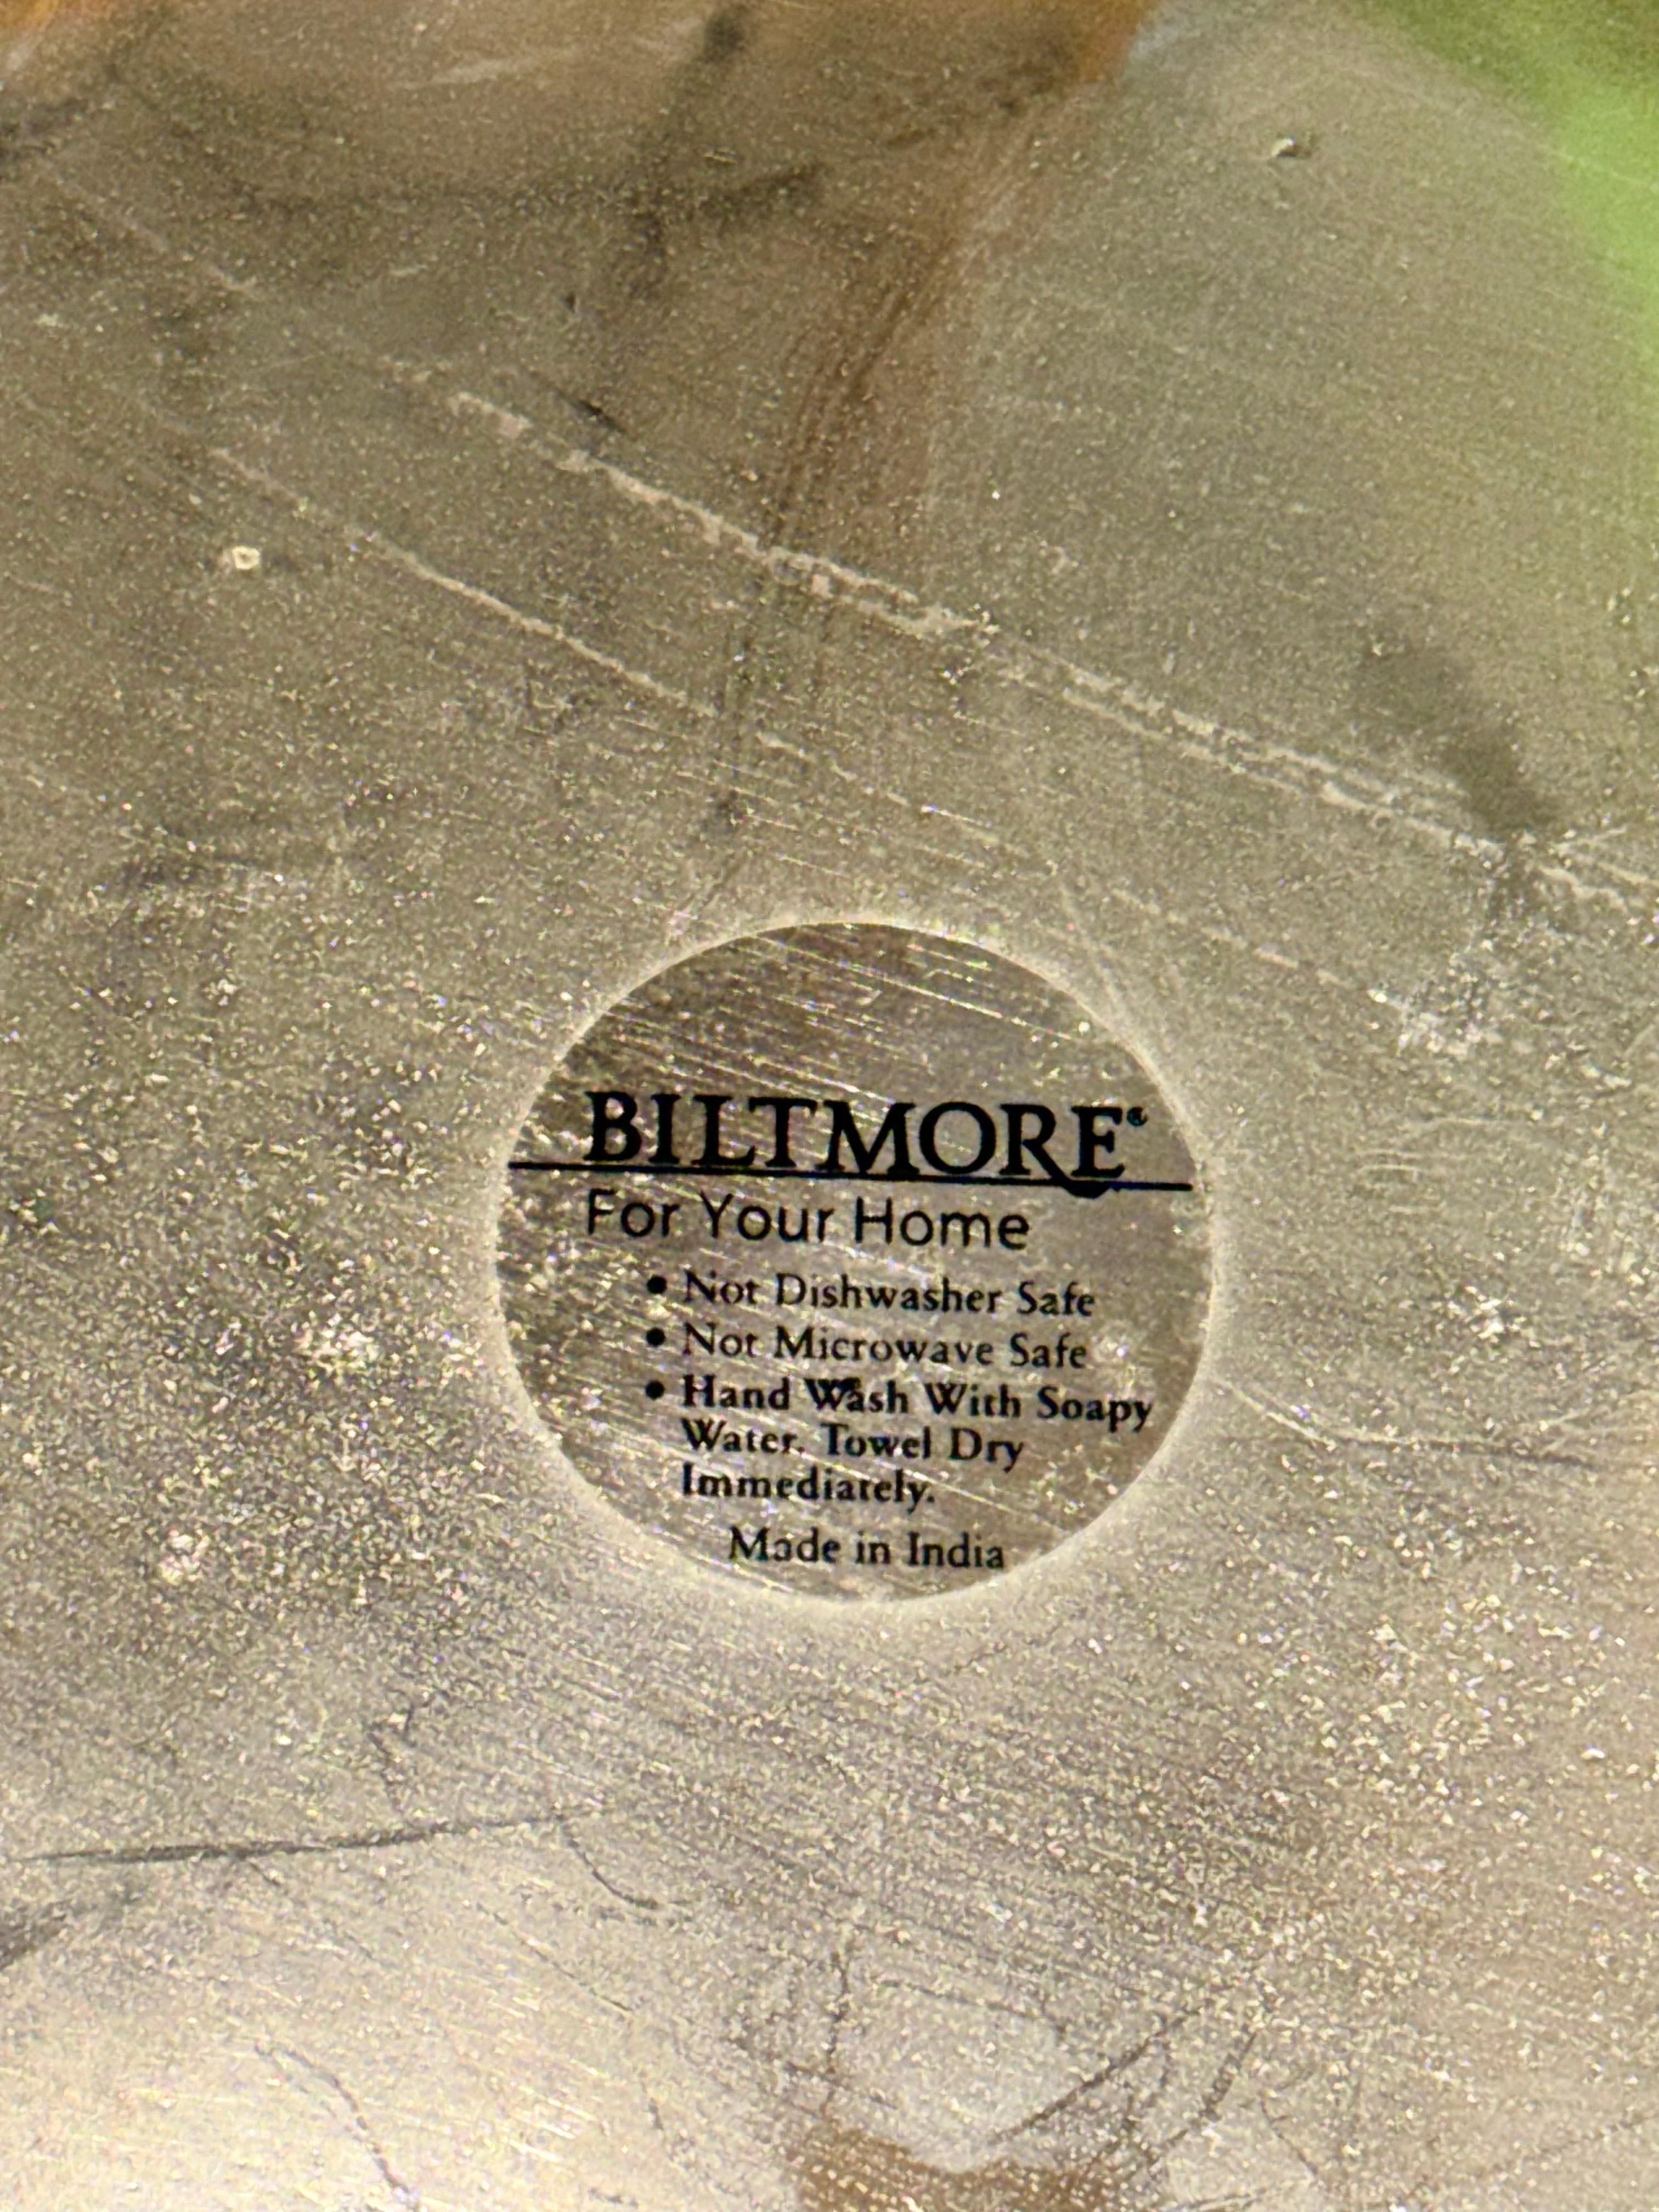 BILTMORE®
For Your Home
• Not Dishwasher Safe
• Not Microwave Safe
• Hand Wash With Soapy
Water. Towel Dry
Immediately.
Made in India